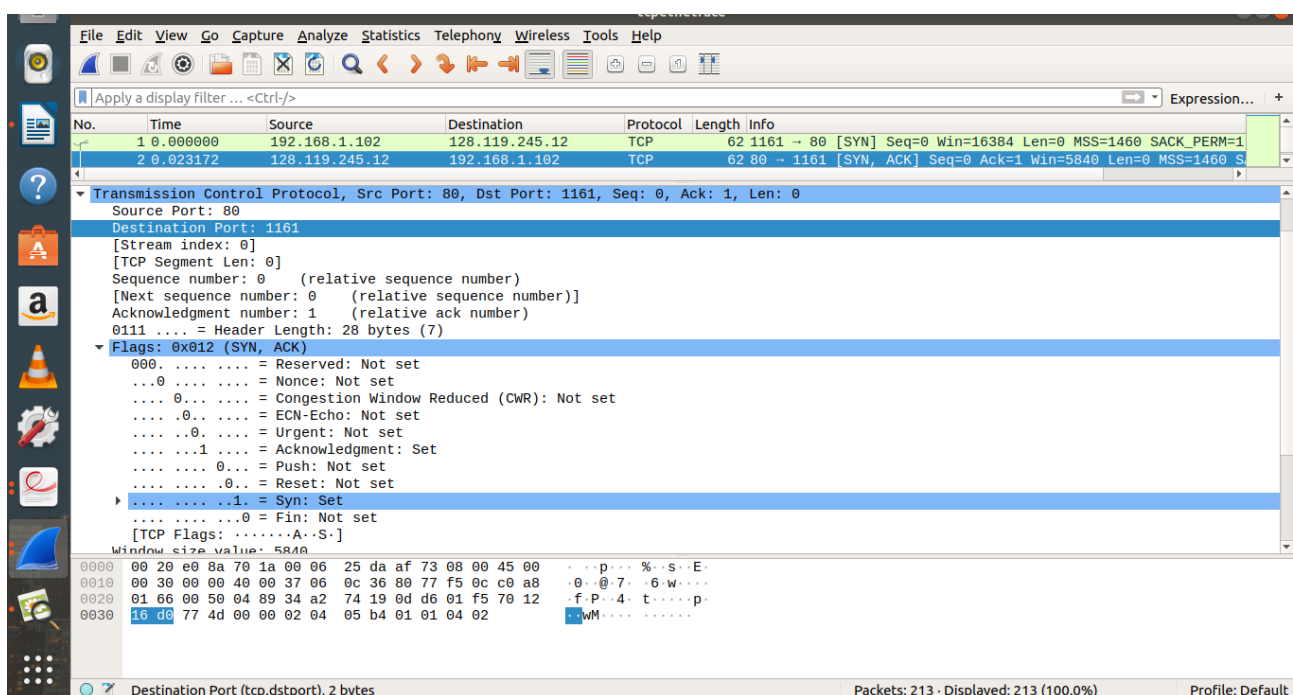 File Edit View Go Capture Analyze Statistics Telephony Wireless Tools Help
Apply a display filter ... <Ctrl-/> Expression... +
No. Time Source Destination Protocol Length Info
1 0.000000 192.168.1.102 128.119.245.12 TCP 62 1161 → 80 [SYN] Seq=0 Win=16384 Len=0 MSS=1460 SACK_PERM=1
2 0.023172 128.119.245.12 192.168.1.102 TCP 62 80 → 1161 [SYN, ACK] Seq=0 Ack=1 Win=5840 Len=0 MSS=1460
Transmission Control Protocol, Src Port: 80, Dst Port: 1161, Seq: 0, Ack: 1, Len: 0
Source Port: 80
Destination Port: 1161
[Stream index: 0]
[TCP Segment Len: 0]
Sequence number: 0 (relative sequence number)
[Next sequence number: 0 (relative sequence number)]
Acknowledgment number: 1 (relative ack number)
0111 .... = Header Length: 28 bytes (7)
Flags: 0x012 (SYN, ACK)
000. .... .... = Reserved: Not set
...0 .... .... = Nonce: Not set
.... 0... .... = Congestion Window Reduced (CWR): Not set
.... .0.. .... = ECN-Echo: Not set
.... ..0. .... = Urgent: Not set
.... ...1 .... = Acknowledgment: Set
.... .... 0... = Push: Not set
.... .... .0.. = Reset: Not set
.... .... ..1. = Syn: Set
.... .... ...0 = Fin: Not set
[TCP Flags: ·······A··S·]
Window size value: 5840
0000 00 20 e0 8a 70 1a 00 06 25 da af 73 08 00 45 00 · ··p··· %··s··E·
0010 00 30 00 00 40 00 37 06 0c 36 80 77 f5 0c c0 a8 ·0··@·7· ·6·w····
0020 01 66 00 50 04 89 34 a2 74 19 0d d6 01 f5 70 12 ·f·P··4· t·····p·
0030 16 d0 77 4d 00 00 02 04 05 b4 01 01 04 02 ··wM···· ······
Destination Port (tcp.dstport), 2 bytes Packets: 213 · Displayed: 213 (100.0%) Profile: Default